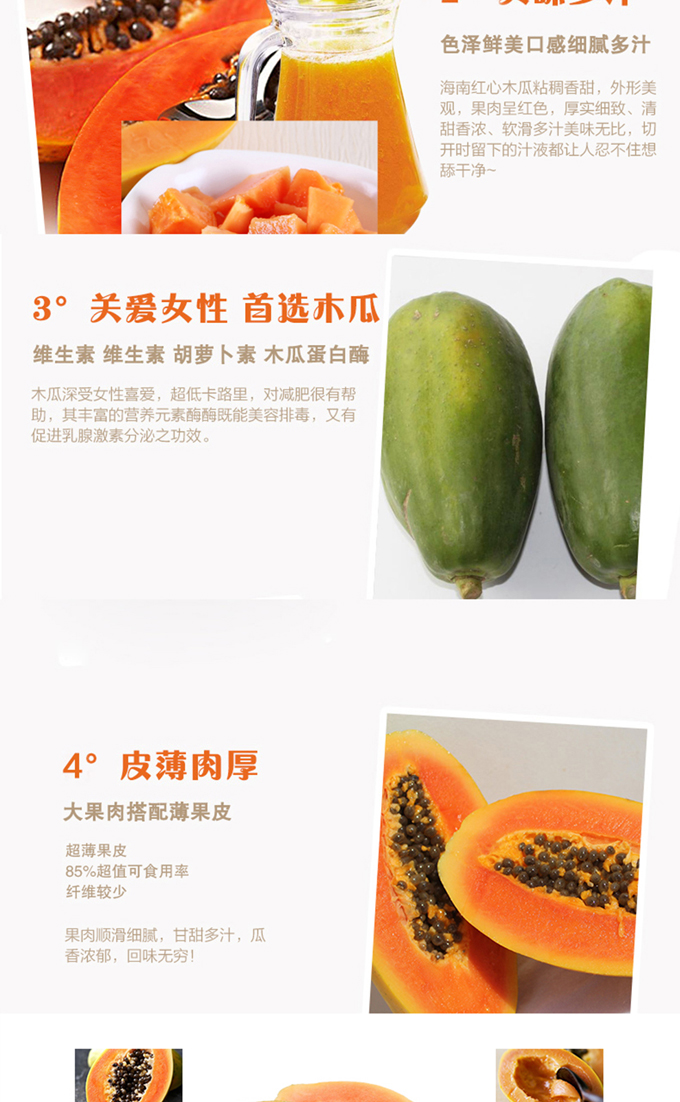 色泽鲜美口感细腻多汁
海南红心木瓜粘稠香甜，外形美
观，果肉呈红色，厚实细致、清
甜香浓、软滑多汁美味无比，切
开时留下的汁液都让人忍不住想
舔干净~
3° 关爱女性 首选木瓜
维生素 维生素 胡萝卜素 木瓜蛋白酶
木瓜深受女性喜爱，超低卡路里，对减肥很有帮
助，其丰富的营养元素酶酶既能美容排毒，又有
促进乳腺激素分泌之功效。
4° 皮薄肉厚
大果肉搭配薄果皮
超薄果皮
85%超值可食用率
纤维较少
果肉顺滑细腻，甘甜多汁，瓜
香浓郁，回味无穷！